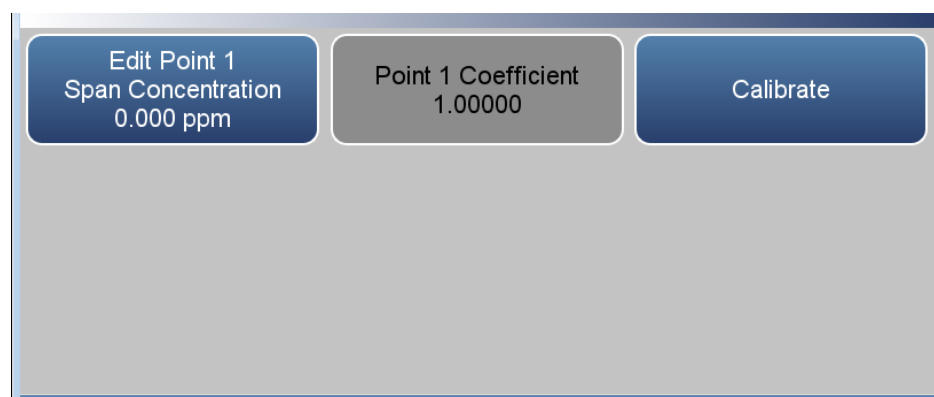 Edit Point 1
Span Concentration
0.000 ppm
Point 1 Coefficient
1.00000
Calibrate